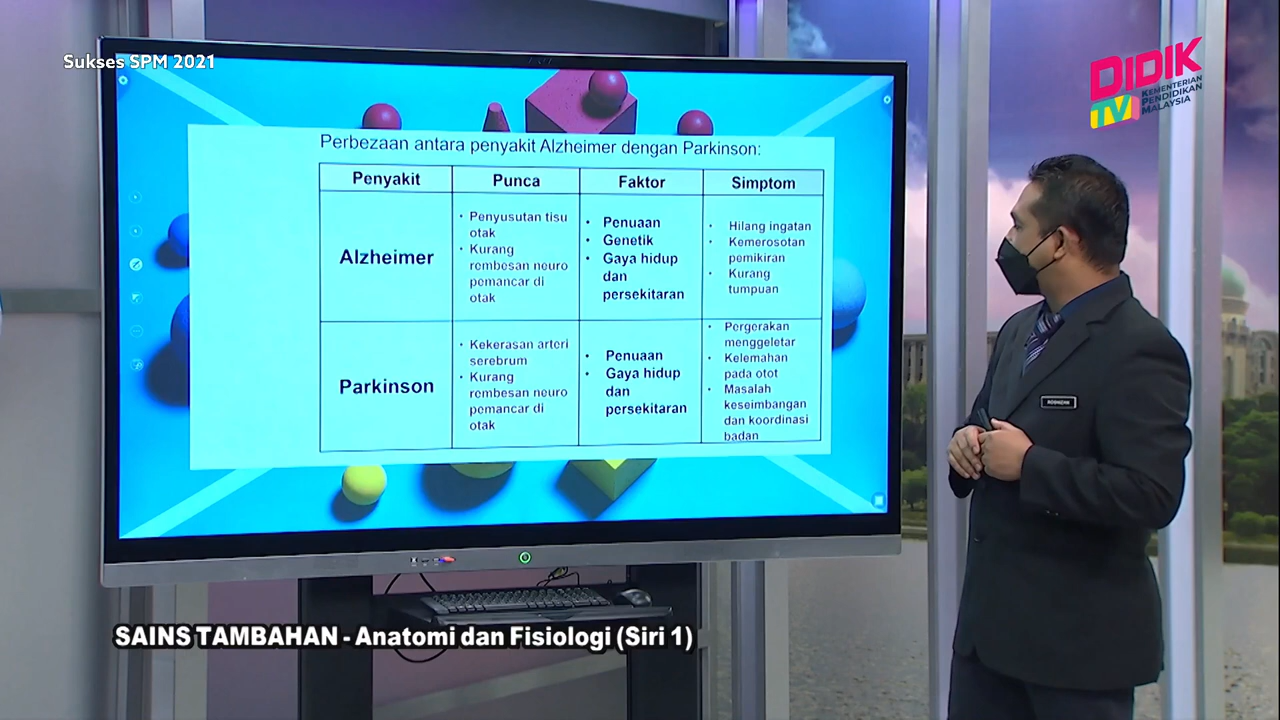 Sukses SPM 2021
DIDIK
TV
KEMENTERIAN
PENDIDIKAN
MALAYSIA
Perbezaan antara penyakit Alzheimer dengan Parkinson:
Penyakit
Punca
Faktor
Simptom
Alzheimer
• Penyusutan tisu
otak
• Kurang
rembesan neuro
pemancar di
otak
• Penuaan
• Genetik
• Gaya hidup
dan
persekitaran
• Hilang ingatan
• Kemerosotan
pemikiran
• Kurang
tumpuan
Parkinson
• Kekerasan arteri
serebrum
• Kurang
rembesan neuro
pemancar di
otak
• Penuaan
• Gaya hidup
dan
persekitaran
• Pergerakan
menggeletar
• Kelemahan
pada otot
• Masalah
keseimbangan
dan koordinasi
badan
SAINS TAMBAHAN - Anatomi dan Fisiologi (Siri 1)